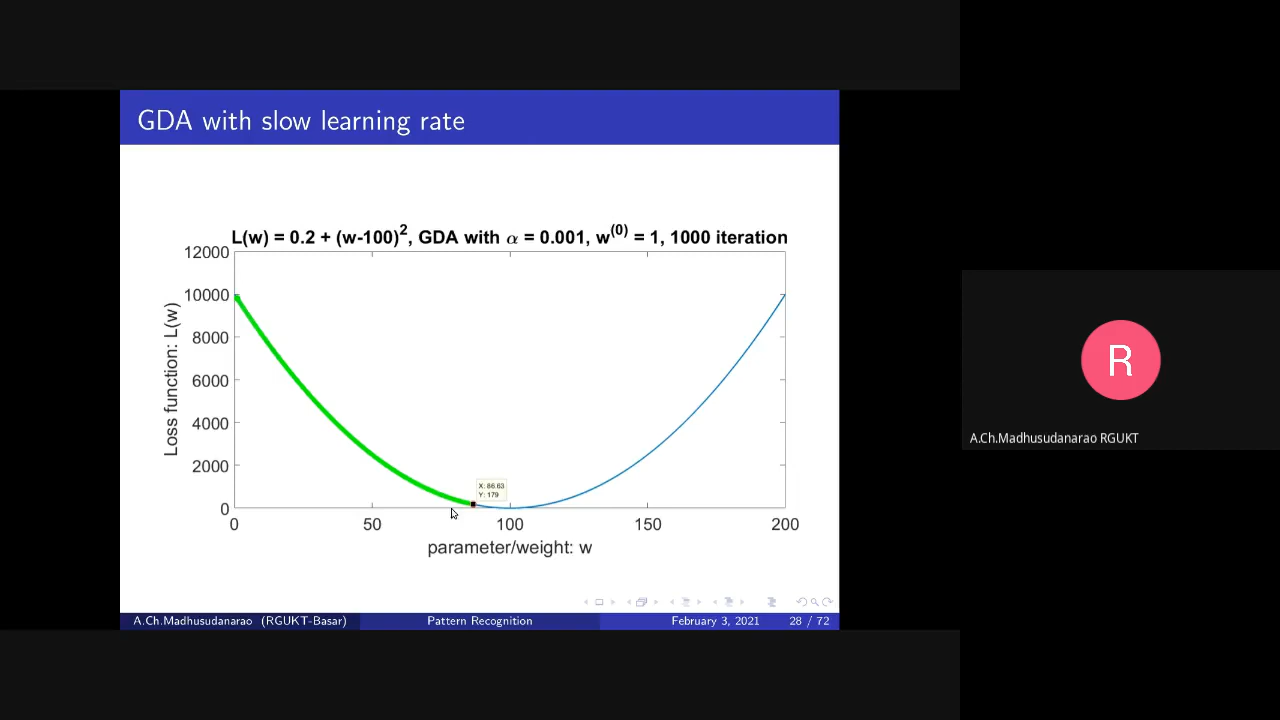 GDA with slow learning rate
L(w) = 0.2 + (w-100)^2, GDA with α = 0.001, w^(0) = 1, 1000 iteration
12000
10000
8000
6000
4000
2000
0
Loss function: L(w)
X: 86.63
Y: 179
0 50 100 150 200
parameter/weight: w
A.Ch.Madhusudanarao (RGUKT-Basar) Pattern Recognition February 3, 2021 28 / 72
R
A.Ch.Madhusudanarao RGUKT